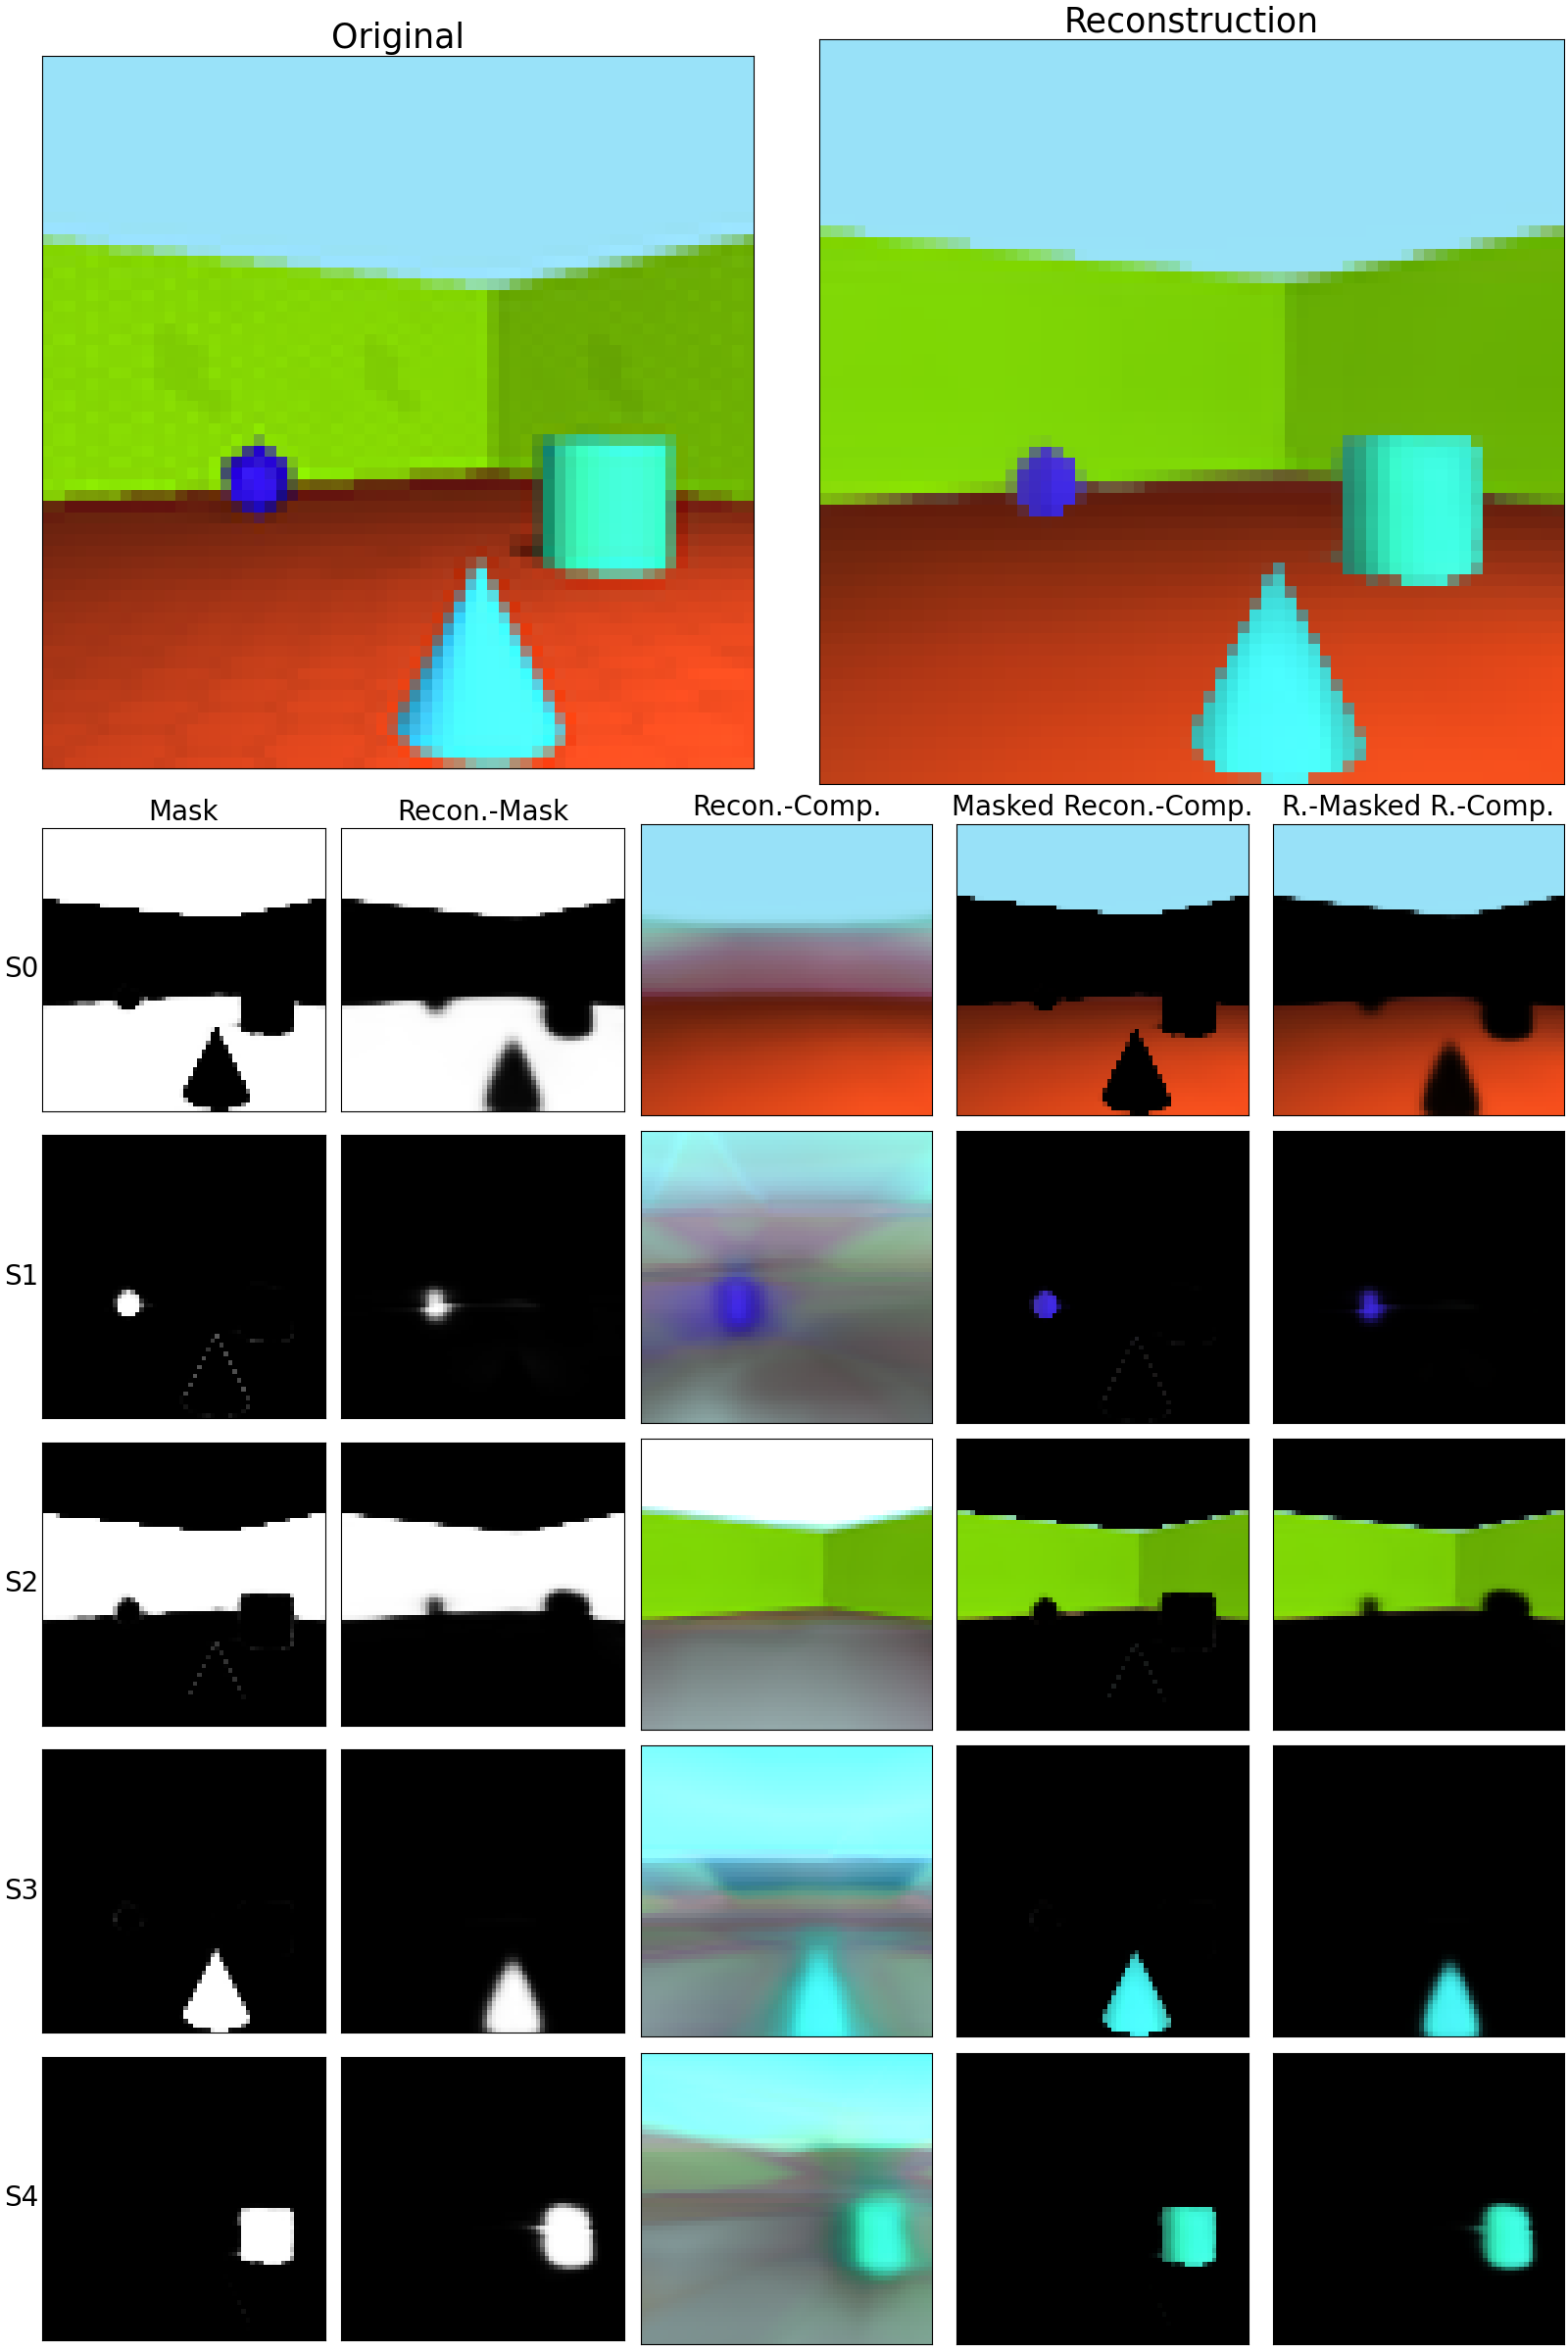 Original
Reconstruction
Mask
Recon.-Mask
Recon.-Comp.
Masked Recon.-Comp.
R.-Masked R.-Comp.
S0
S1
S2
S3
S4